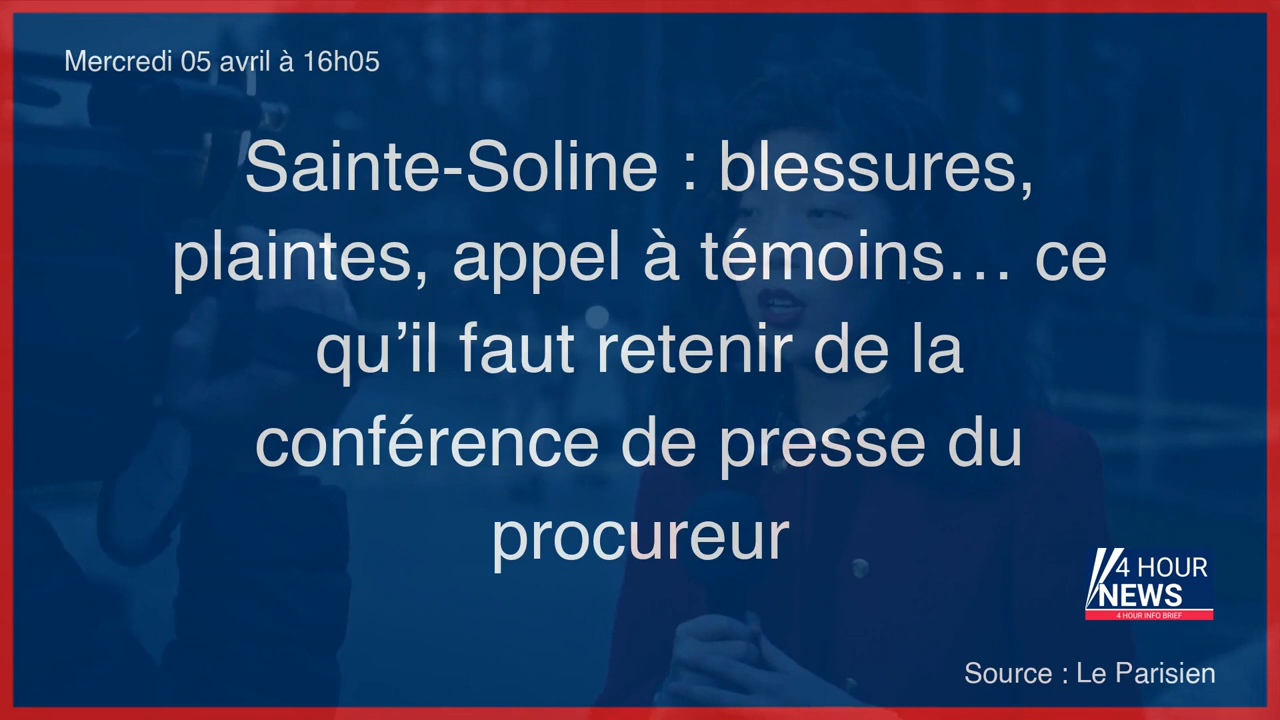 Mercredi 05 avril à 16h05
Sainte-Soline : blessures,
plaintes, appel à témoins… ce
qu’il faut retenir de la
conférence de presse du
procureur
4 HOUR
NEWS
4 HOUR INFO BRIEF
Source : Le Parisien